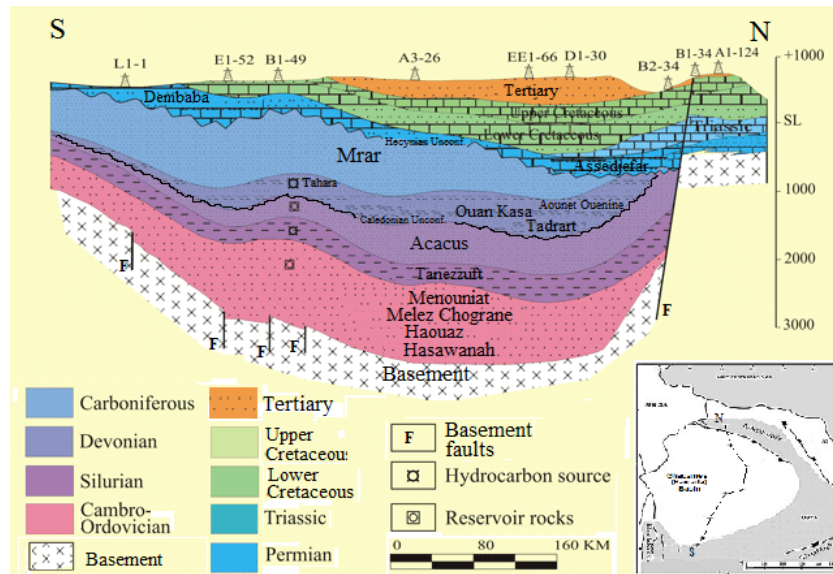 S
N
L1-1
E1-52
B1-49
A3-26
EE1-66
D1-30
B2-34
B1-34
A1-124
+1000
SL
1000
2000
3000
Dembaba
Tertiary
Upper Cretaceous
Lower Cretaceous
Triassic
Hecynian Unconf.
Assedjefar
Mrar
Tahara
Ouan Kasa
Aounet Ouenine
Caledonian Unconf.
Tadrart
Acacus
Tanezzuft
Menouniat
Melez Chograne
Haouaz
Hasawanah
Basement
F
F
F
F
F
Carboniferous
Devonian
Silurian
Cambro-
Ordovician
Basement
Tertiary
Upper
Cretaceous
Lower
Cretaceous
Triassic
Permian
F
Basement
faults
Hydrocarbon source
Reservoir rocks
0
80
160 KM
N
Basin
S